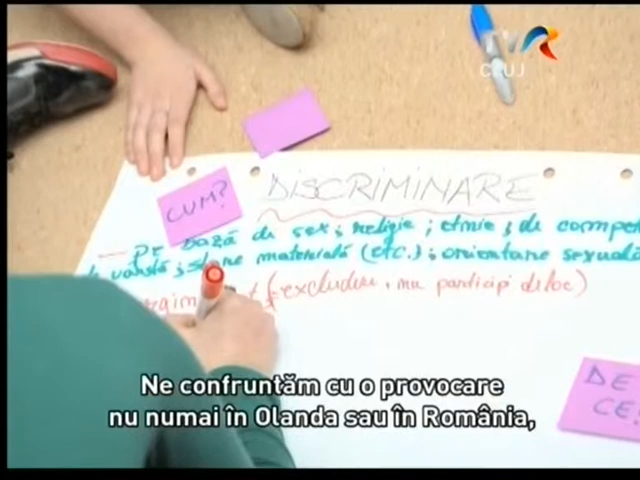 TVR
CLUJ
DISCRIMINARE
CUM?
PE bază de sex; religie; etnie; de
de vârstă; stare materială (etc.); orientare sexuală
(excludere, nu participi deloc)
DE
CE?
Ne confruntăm cu o provocare
nu numai în Olanda sau în România,